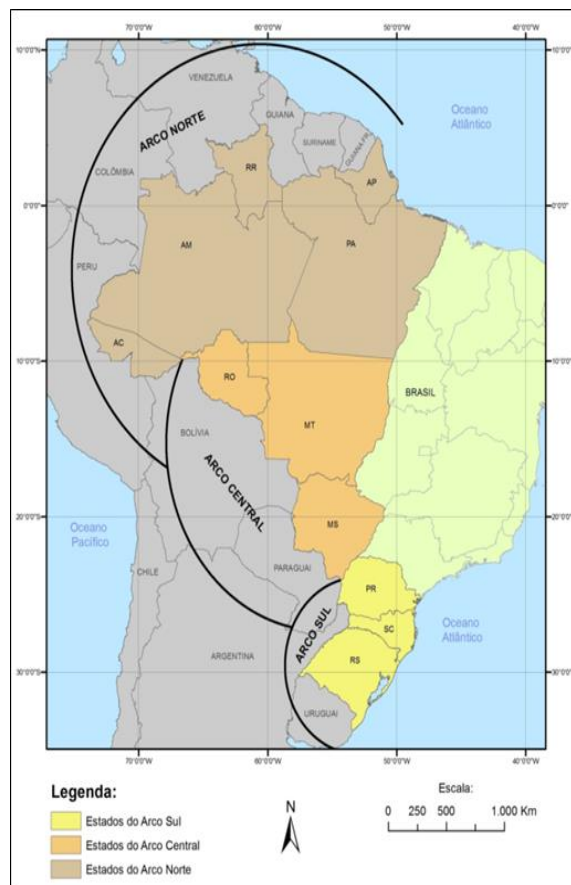 70°0'0"W 60°0'0"W 50°0'0"W 40°0'0"W
10°0'0"N 10°0'0"N
VENEZUELA
Oceano
Atlântico
GUIANA
ARCO NORTE
SURINAME
GUIANA FR.
COLÔMBIA
RR
AP
0°0'0" 0°0'0"
AM
PA
PERU
AC
10°0'0"S 10°0'0"S
RO
BRASIL
MT
BOLÍVIA
ARCO CENTRAL
20°0'0"S 20°0'0"S
MS
Oceano
Pacífico
CHILE
PARAGUAI
PR
ARCO SUL
SC
Oceano
Atlântico
ARGENTINA
RS
30°0'0"S 30°0'0"S
URUGUAI
70°0'0"W 60°0'0"W 50°0'0"W 40°0'0"W
Legenda:
Estados do Arco Sul
Estados do Arco Central
Estados do Arco Norte
N
Escala:
0 250 500 1.000 Km